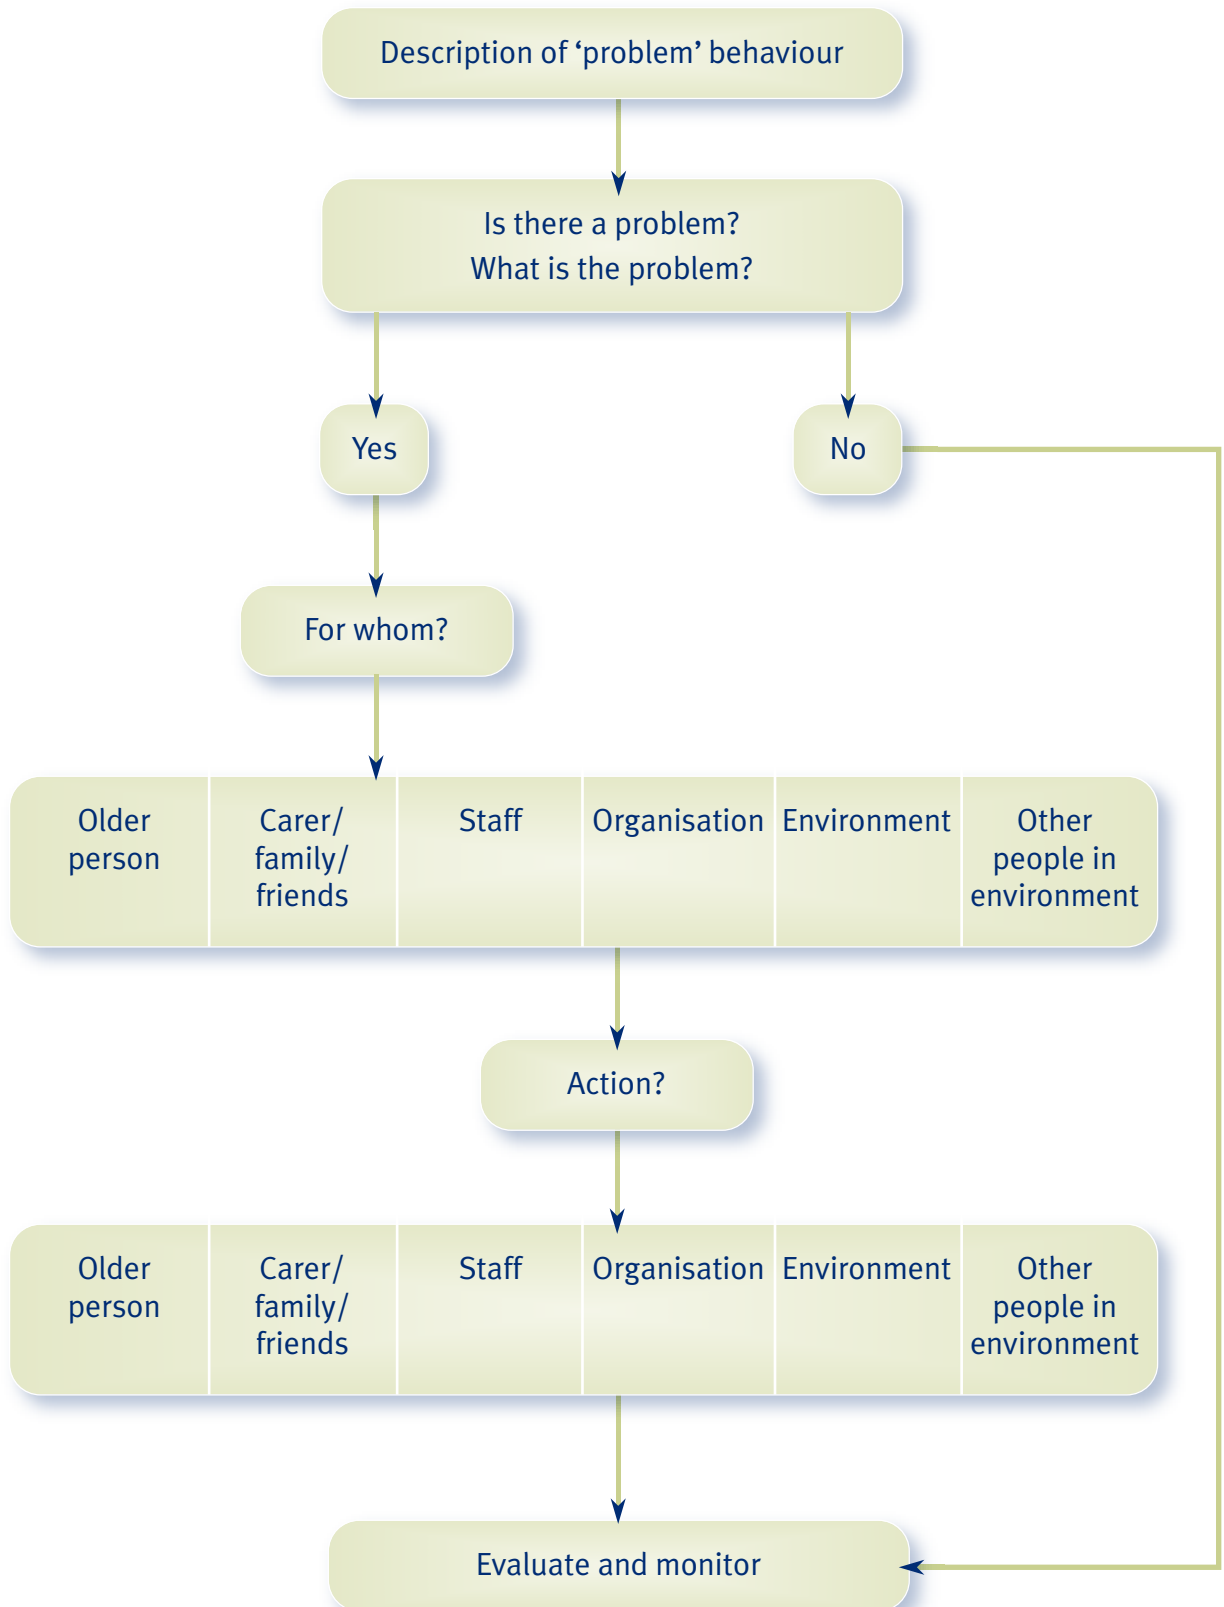 Description of ‘problem’ behaviour
Is there a problem?
What is the problem?
Yes
No
For whom?
Older
person
Carer/
family/
friends
Staff
Organisation
Environment
Other
people in
environment
Action?
Older
person
Carer/
family/
friends
Staff
Organisation
Environment
Other
people in
environment
Evaluate and monitor